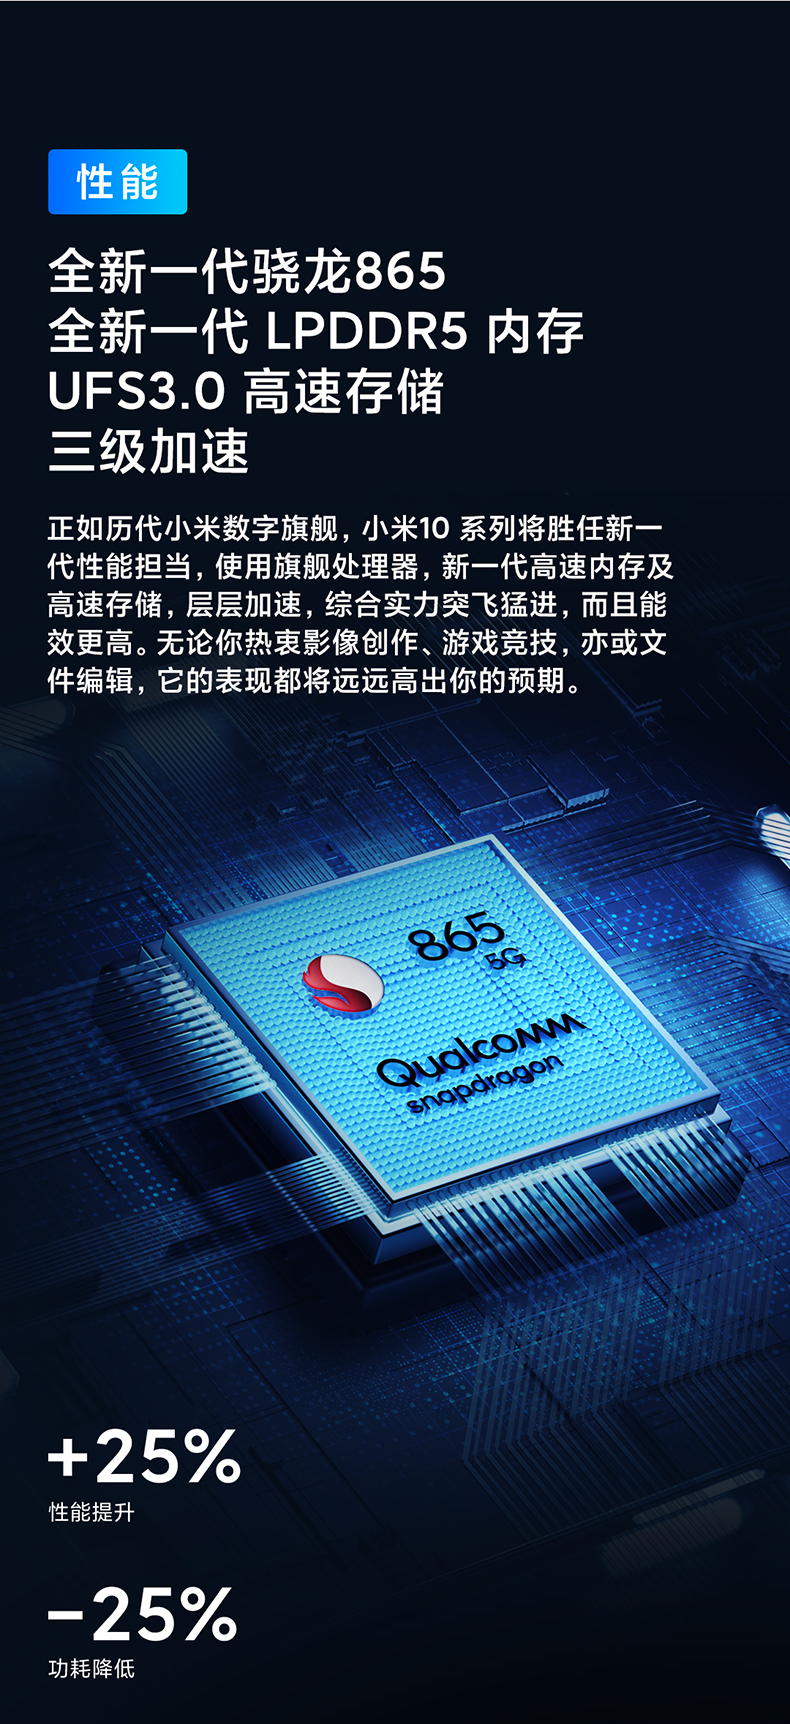 性能
全新一代骁龙865
全新一代 LPDDR5 内存
UFS3.0 高速存储
三级加速
正如历代小米数字旗舰，小米10 系列将胜任新一
代性能担当，使用旗舰处理器，新一代高速内存及
高速存储，层层加速，综合实力突飞猛进，而且能
效更高。无论你热衷影像创作、游戏竞技，亦或文
件编辑，它的表现都将远远高出你的预期。
865
5G
Qualcomm
snapdragon
+25%
性能提升
−25%
功耗降低